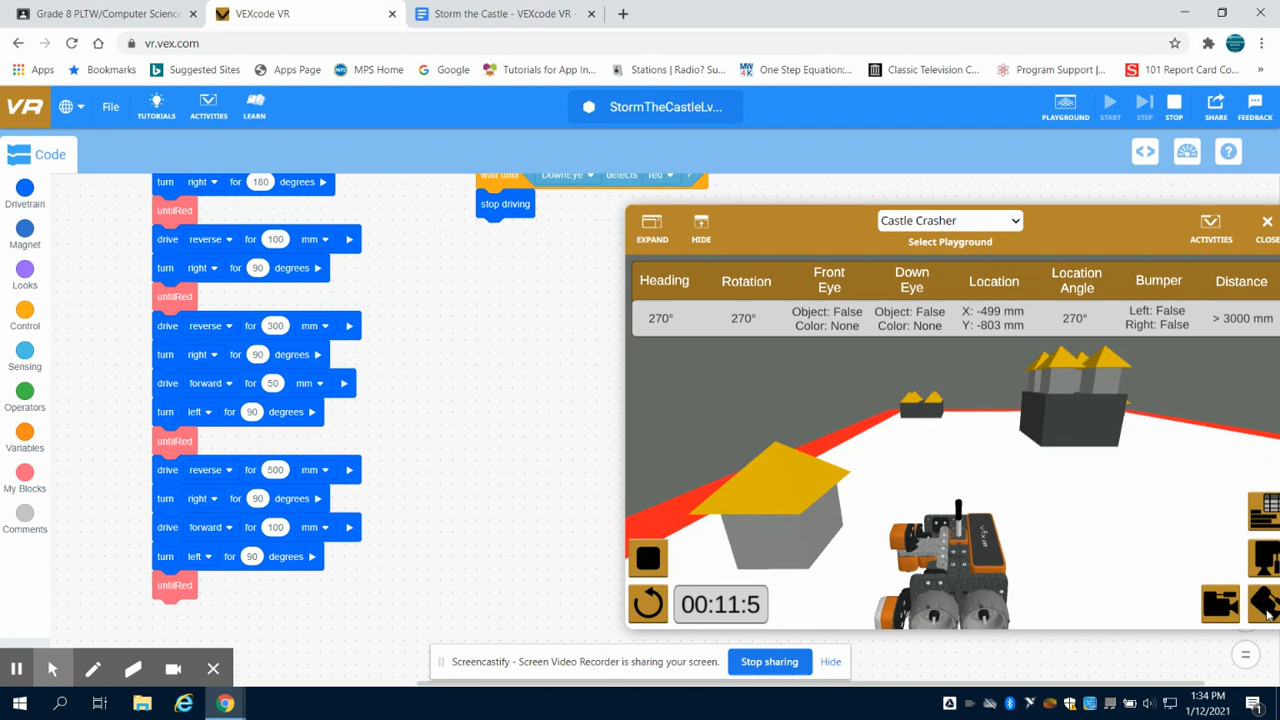 Grade 8 PLTW/Computer Science
VEXcode VR
Storm the Castle - VEXcode VR -
vr.vex.com
Apps
Bookmarks
Suggested Sites
Apps Page
MPS Home
Google
Tutorials for App In...
Stations | Radio? Su...
One Step Equation:...
Classic Television C...
Program Support |...
101 Report Card Co...
VR
File
TUTORIALS
ACTIVITIES
LEARN
StormTheCastleLv...
PLAYGROUND
START
STEP
STOP
SHARE
FEEDBACK
Code
Drivetrain
Magnet
Looks
Control
Sensing
Operators
Variables
My Blocks
Comments
turn right for 180 degrees
untilRed
drive reverse for 100 mm
turn right for 90 degrees
untilRed
drive reverse for 300 mm
turn right for 90 degrees
drive forward for 50 mm
turn left for 90 degrees
untilRed
drive reverse for 500 mm
turn right for 90 degrees
drive forward for 100 mm
turn left for 90 degrees
untilRed
wait until DownEye detects red ?
stop driving
EXPAND
HIDE
Castle Crasher
Select Playground
ACTIVITIES
CLOSE
Heading Rotation Front Eye Down Eye Location Location Angle Bumper Distance
270° 270° Object: False Object: False X: -499 mm 270° Left: False > 3000 mm
Color: None Color: None Y: -803 mm Right: False
00:11:5
Screencastify - Screen Video Recorder is sharing your screen.
Stop sharing
Hide
1:34 PM
1/12/2021